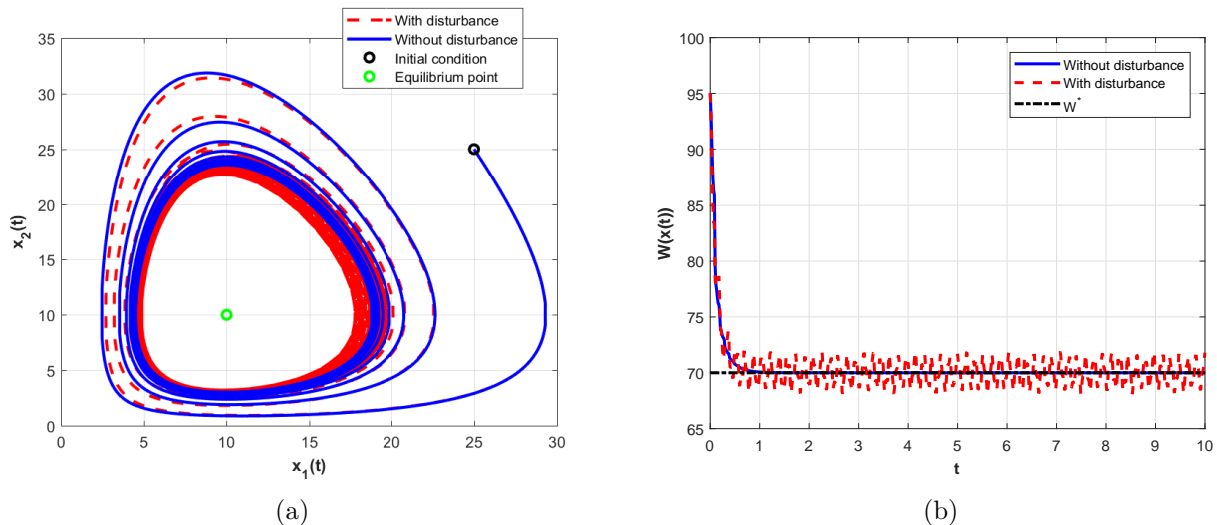 With disturbance
Without disturbance
Initial condition
Equilibrium point
35
30
25
20
15
10
5
0
x_2(t)
0 5 10 15 20 25 30
x_1(t)
(a)
Without disturbance
With disturbance
W^*
100
95
90
85
80
75
70
65
W(x(t))
0 1 2 3 4 5 6 7 8 9 10
t
(b)